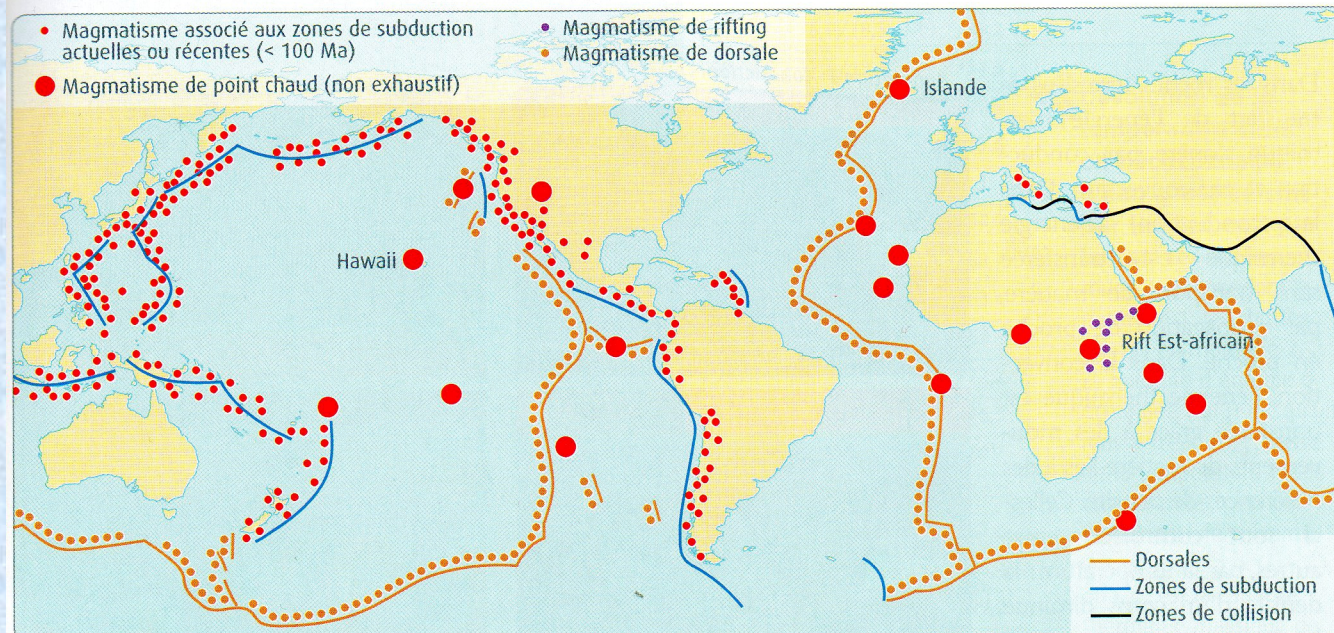 Magmatisme associé aux zones de subduction
actuelles ou récentes (< 100 Ma)
Magmatisme de point chaud (non exhaustif)
Magmatisme de rifting
Magmatisme de dorsale
Islande
Hawaii
Rift Est-africain
Dorsales
Zones de subduction
Zones de collision